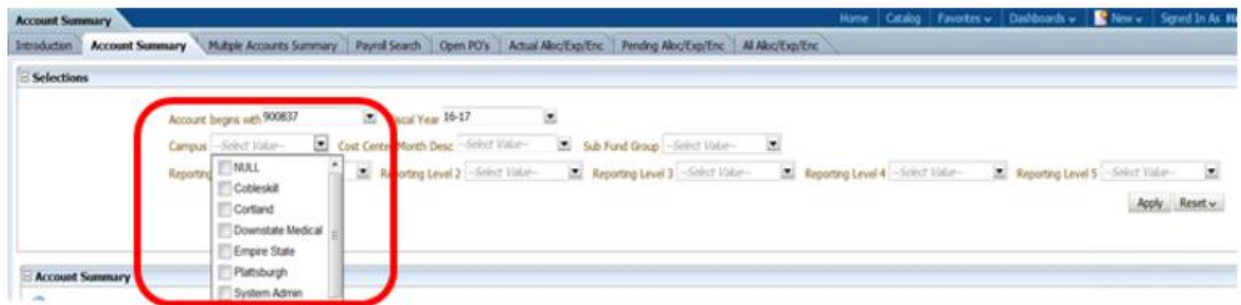 Account Summary Home Catalog Favorites Dashboards New Signed In As
Introduction Account Summary Multiple Accounts Summary Payroll Search Open PO's Actual Alloc/Exp/Enc Pending Alloc/Exp/Enc All Alloc/Exp/Enc
Selections
Account begins with 900837 Fiscal Year 16-17
Campus --Select Value-- Cost Center Month Desc --Select Value-- Sub Fund Group --Select Value--
Reporting Reporting Level 2 --Select Value-- Reporting Level 3 --Select Value-- Reporting Level 4 --Select Value-- Reporting Level 5 --Select Value--
NULL
Cobleskill
Cortland
Downstate Medical
Empire State
Plattsburgh
System Admin
Apply Reset
Account Summary